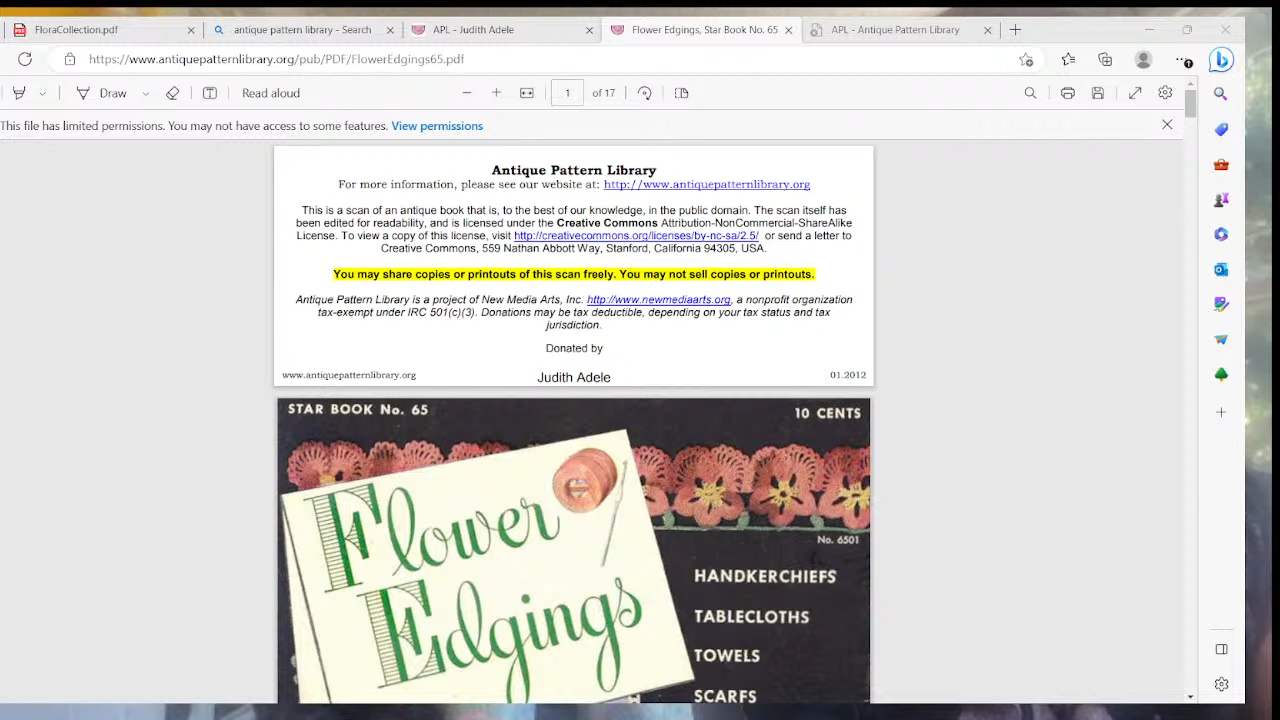 FloraCollection.pdf
antique pattern library - Search
APL - Judith Adele
Flower Edgings, Star Book No. 65
APL - Antique Pattern Library
https://www.antiquepatternlibrary.org/pub/PDF/FlowerEdgings65.pdf
Draw
Read aloud
1 of 17
This file has limited permissions. You may not have access to some features. View permissions
Antique Pattern Library
For more information, please see our website at: http://www.antiquepatternlibrary.org
This is a scan of an antique book that is, to the best of our knowledge, in the public domain. The scan itself has
been edited for readability, and is licensed under the Creative Commons Attribution-NonCommercial-ShareAlike
License. To view a copy of this license, visit http://creativecommons.org/licenses/by-nc-sa/2.5/ or send a letter to
Creative Commons, 559 Nathan Abbott Way, Stanford, California 94305, USA.
You may share copies or printouts of this scan freely. You may not sell copies or printouts.
Antique Pattern Library is a project of New Media Arts, Inc. http://www.newmediaarts.org, a nonprofit organization
tax-exempt under IRC 501(c)(3). Donations may be tax deductible, depending on your tax status and tax
jurisdiction.
Donated by
www.antiquepatternlibrary.org
Judith Adele
01.2012
STAR BOOK No. 65
10 CENTS
Flower
Edgings
No. 6501
HANDKERCHIEFS
TABLECLOTHS
TOWELS
SCARFS